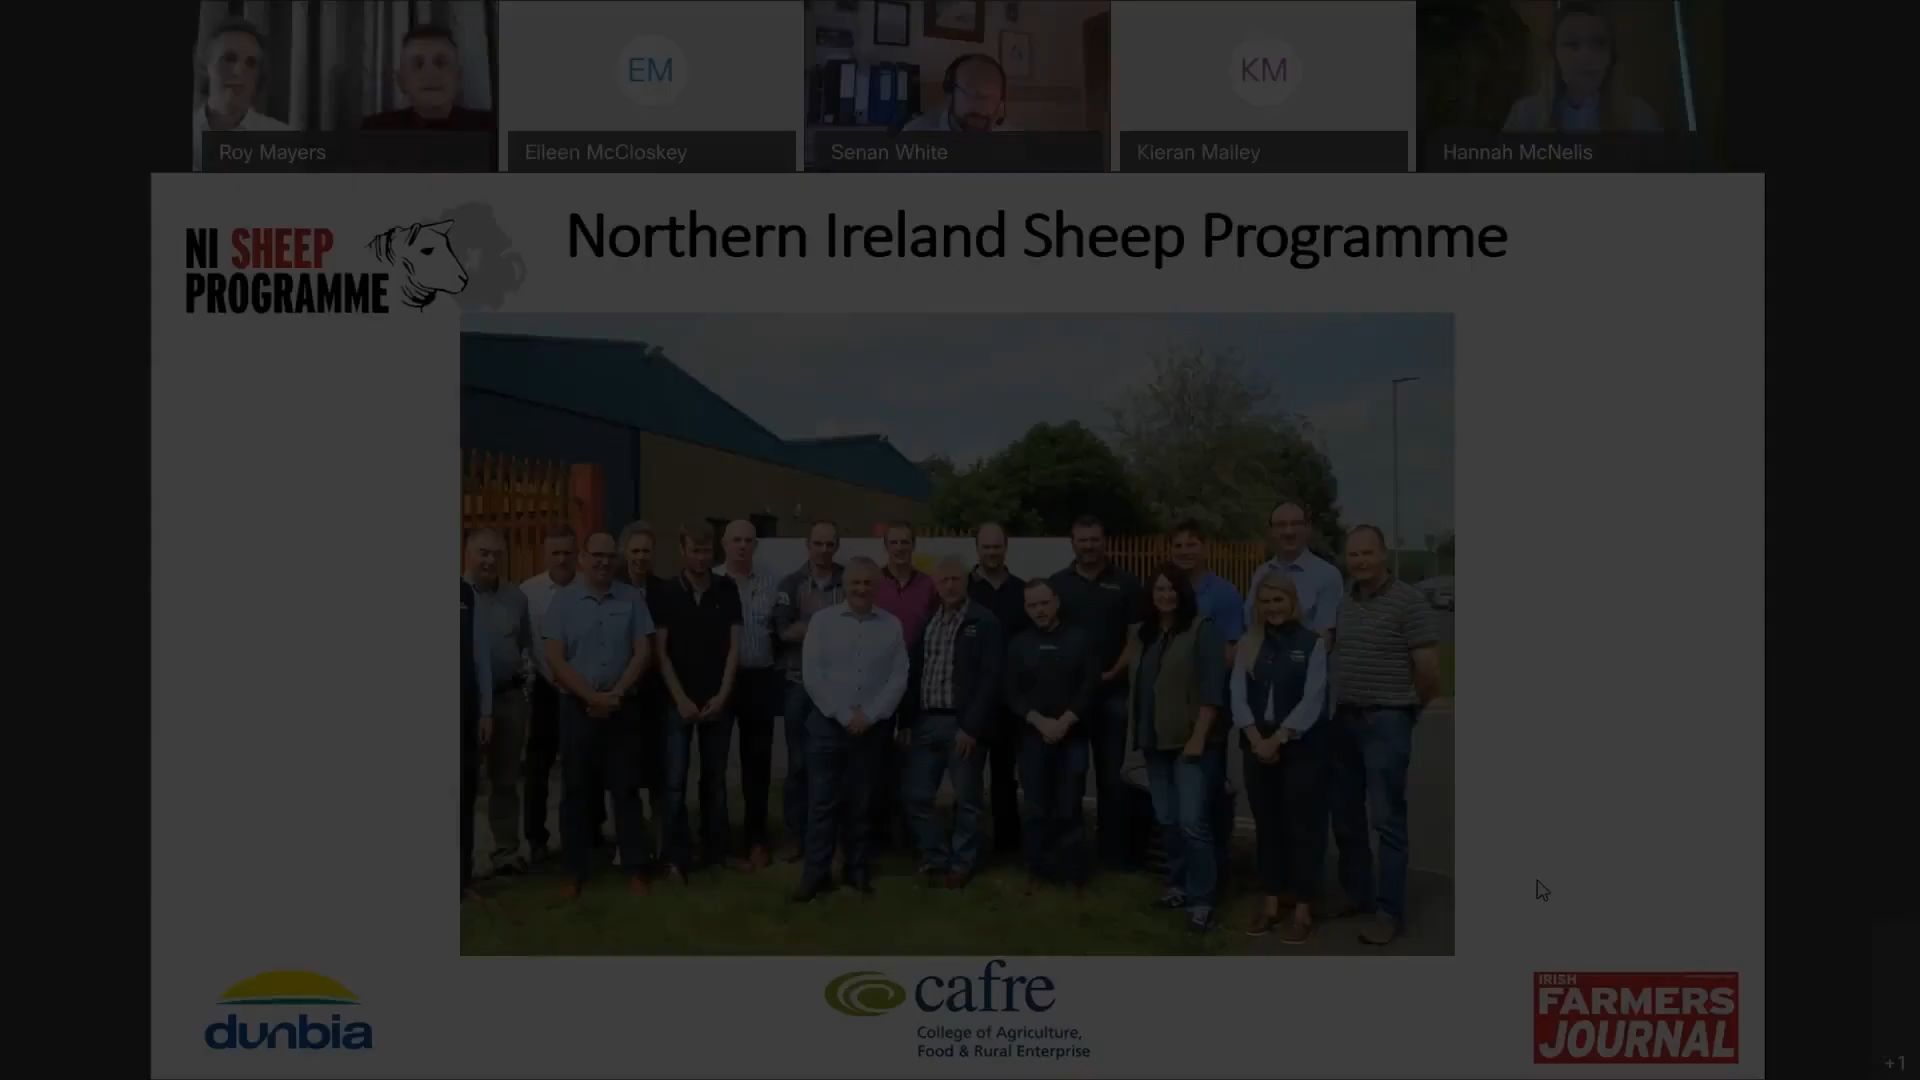 EM
KM
Roy Mayers
Eileen McCloskey
Senan White
Kieran Mailey
Hannah McNelis
NI SHEEP
PROGRAMME
Northern Ireland Sheep Programme
dunbia
cafre
College of Agriculture,
Food & Rural Enterprise
IRISH
FARMERS
JOURNAL
+1